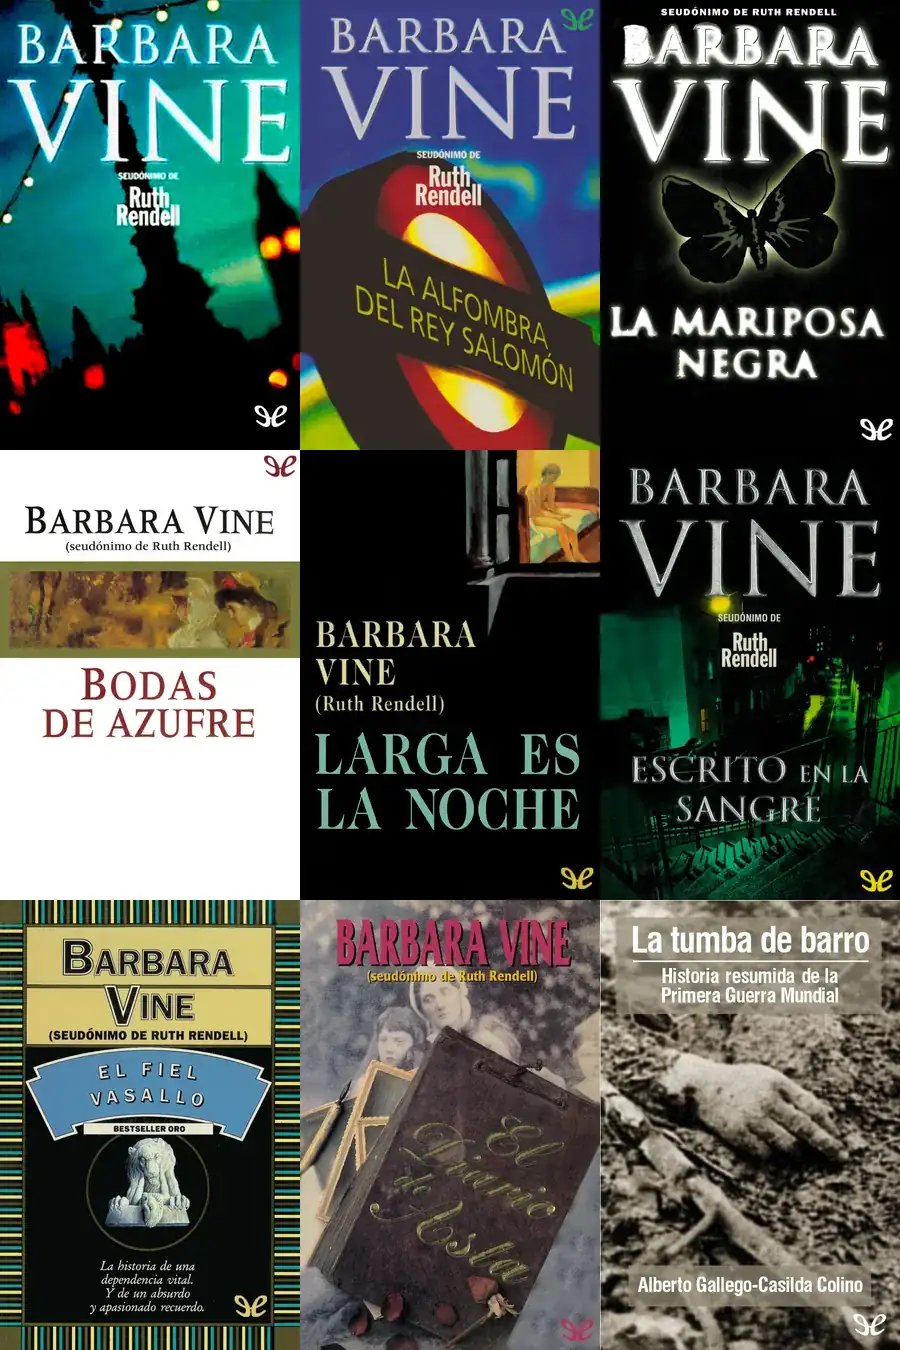 BARBARA
VINE
SEUDÓNIMO DE
Ruth
Rendell
BARBARA
VINE
SEUDÓNIMO DE
Ruth
Rendell
LA ALFOMBRA
DEL REY SALOMÓN
SEUDÓNIMO DE RUTH RENDELL
BARBARA
VINE
LA MARIPOSA
NEGRA
BARBARA VINE
(seudónimo de Ruth Rendell)
BODAS
DE AZUFRE
BARBARA
VINE
(Ruth Rendell)
LARGA ES
LA NOCHE
BARBARA
VINE
SEUDÓNIMO DE
Ruth
Rendell
ESCRITO EN LA
SANGRE
BARBARA
VINE
(SEUDÓNIMO DE RUTH RENDELL)
EL FIEL
VASALLO
BESTSELLER ORO
La historia de una
dependencia vital.
Y de un absurdo
y apasionado recuerdo.
BARBARA VINE
(seudónimo de Ruth Rendell)
El
Diario
de
Asta
La tumba de barro
Historia resumida de la
Primera Guerra Mundial
Alberto Gallego-Casilda Colino